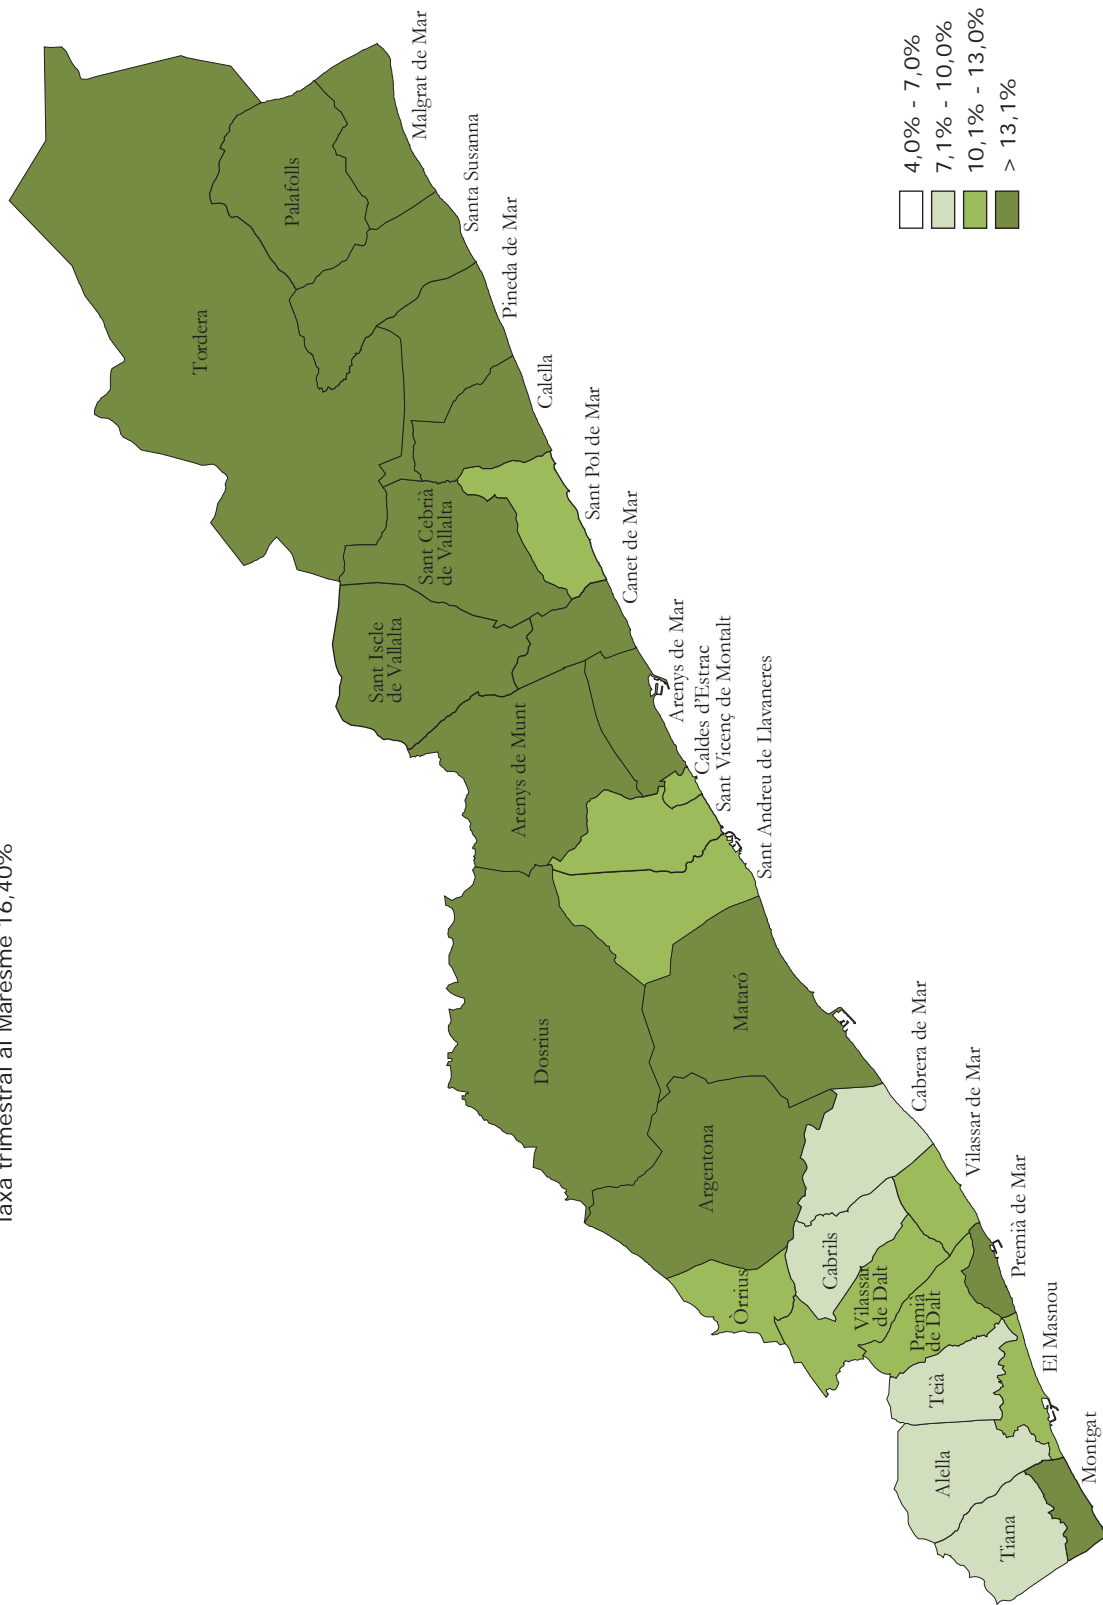 Taxa trimestral al Maresme 16,40%
Tordera
Palafolls
Malgrat de Mar
Santa Susanna
Pineda de Mar
Calella
Sant Pol de Mar
Sant Cebrià
de Vallalta
Canet de Mar
Sant Iscle
de Vallalta
Arenys de Mar
Arenys de Munt
Caldes d'Estrac
Sant Vicenç de Montalt
Sant Andreu de Llavaneres
Dosrius
Mataró
Argentona
Cabrera de Mar
Cabrils
Vilassar de Mar
Òrrius
Vilassar
de Dalt
Premià
de Dalt
Premià de Mar
Teià
El Masnou
Alella
Tiana
Montgat
4,0% - 7,0%
7,1% - 10,0%
10,1% - 13,0%
> 13,1%